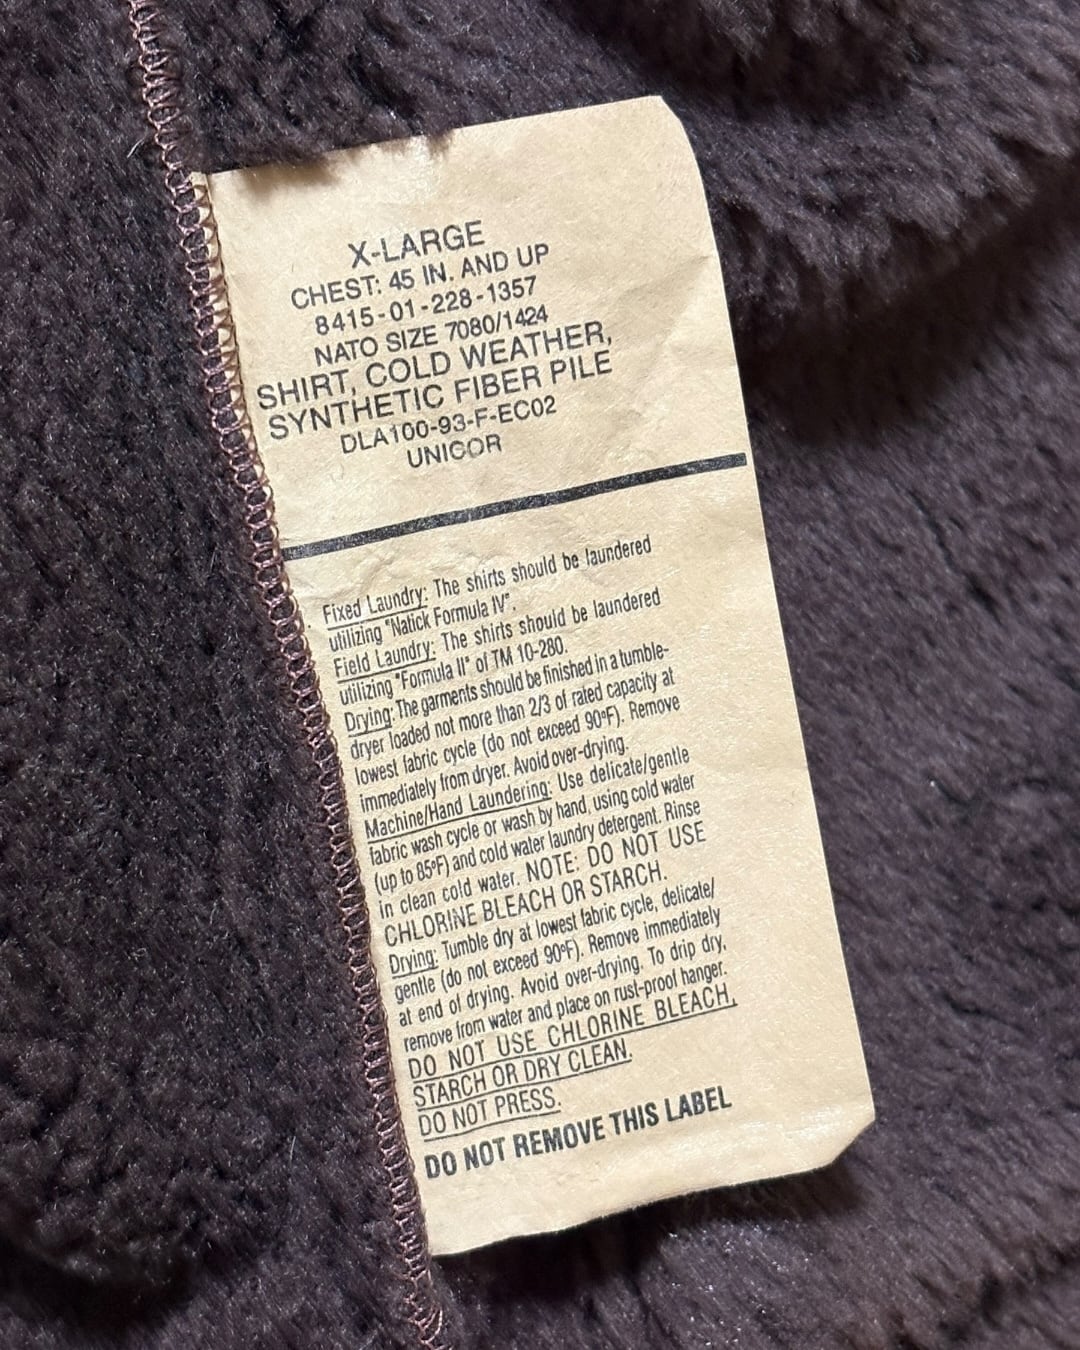 X-LARGE
CHEST: 45 IN. AND UP
8415-01-228-1357
NATO SIZE 7080/1424
SHIRT, COLD WEATHER,
SYNTHETIC FIBER PILE
DLA100-93-F-EC02
UNICOR
Fixed Laundry: The shirts should be laundered
utilizing "Natick Formula IV".
Field Laundry: The shirts should be laundered
utilizing "Formula II" of TM 10-280.
Drying: The garments should be finished in a tumble-
dryer loaded not more than 2/3 of rated capacity at
lowest fabric cycle (do not exceed 90°F). Remove
immediately from dryer. Avoid over-drying.
Machine/Hand Laundering: Use delicate/gentle
fabric wash cycle or wash by hand, using cold water
(up to 85°F) and cold water laundry detergent. Rinse
in clean cold water. NOTE: DO NOT USE
CHLORINE BLEACH OR STARCH.
Drying: Tumble dry at lowest fabric cycle, delicate/
gentle (do not exceed 90°F). Remove immediately
at end of drying. Avoid over-drying. To drip dry,
remove from water and place on rust-proof hanger.
DO NOT USE CHLORINE BLEACH,
STARCH OR DRY CLEAN.
DO NOT PRESS.
DO NOT REMOVE THIS LABEL